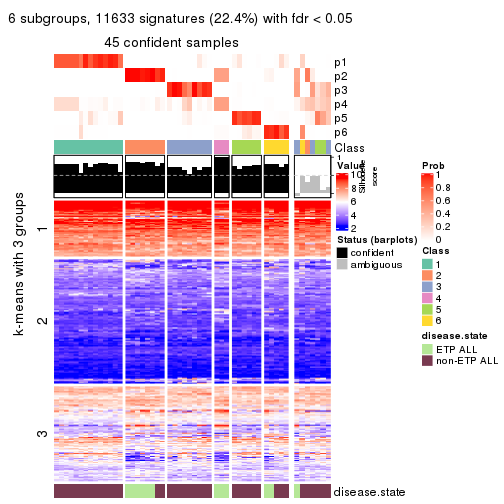 6 subgroups, 11633 signatures (22.4%) with fdr < 0.05
45 confident samples
p1
p2
p3
p4
p5
p6
Class
1
Silhouette
score
Value
10
8
6
4
2
Status (barplots)
confident
ambiguous
Prob
1
0.8
0.6
0.4
0.2
0
Class
1
2
3
4
5
6
disease.state
ETP ALL
non-ETP ALL
k-means with 3 groups
1
2
3
disease.state